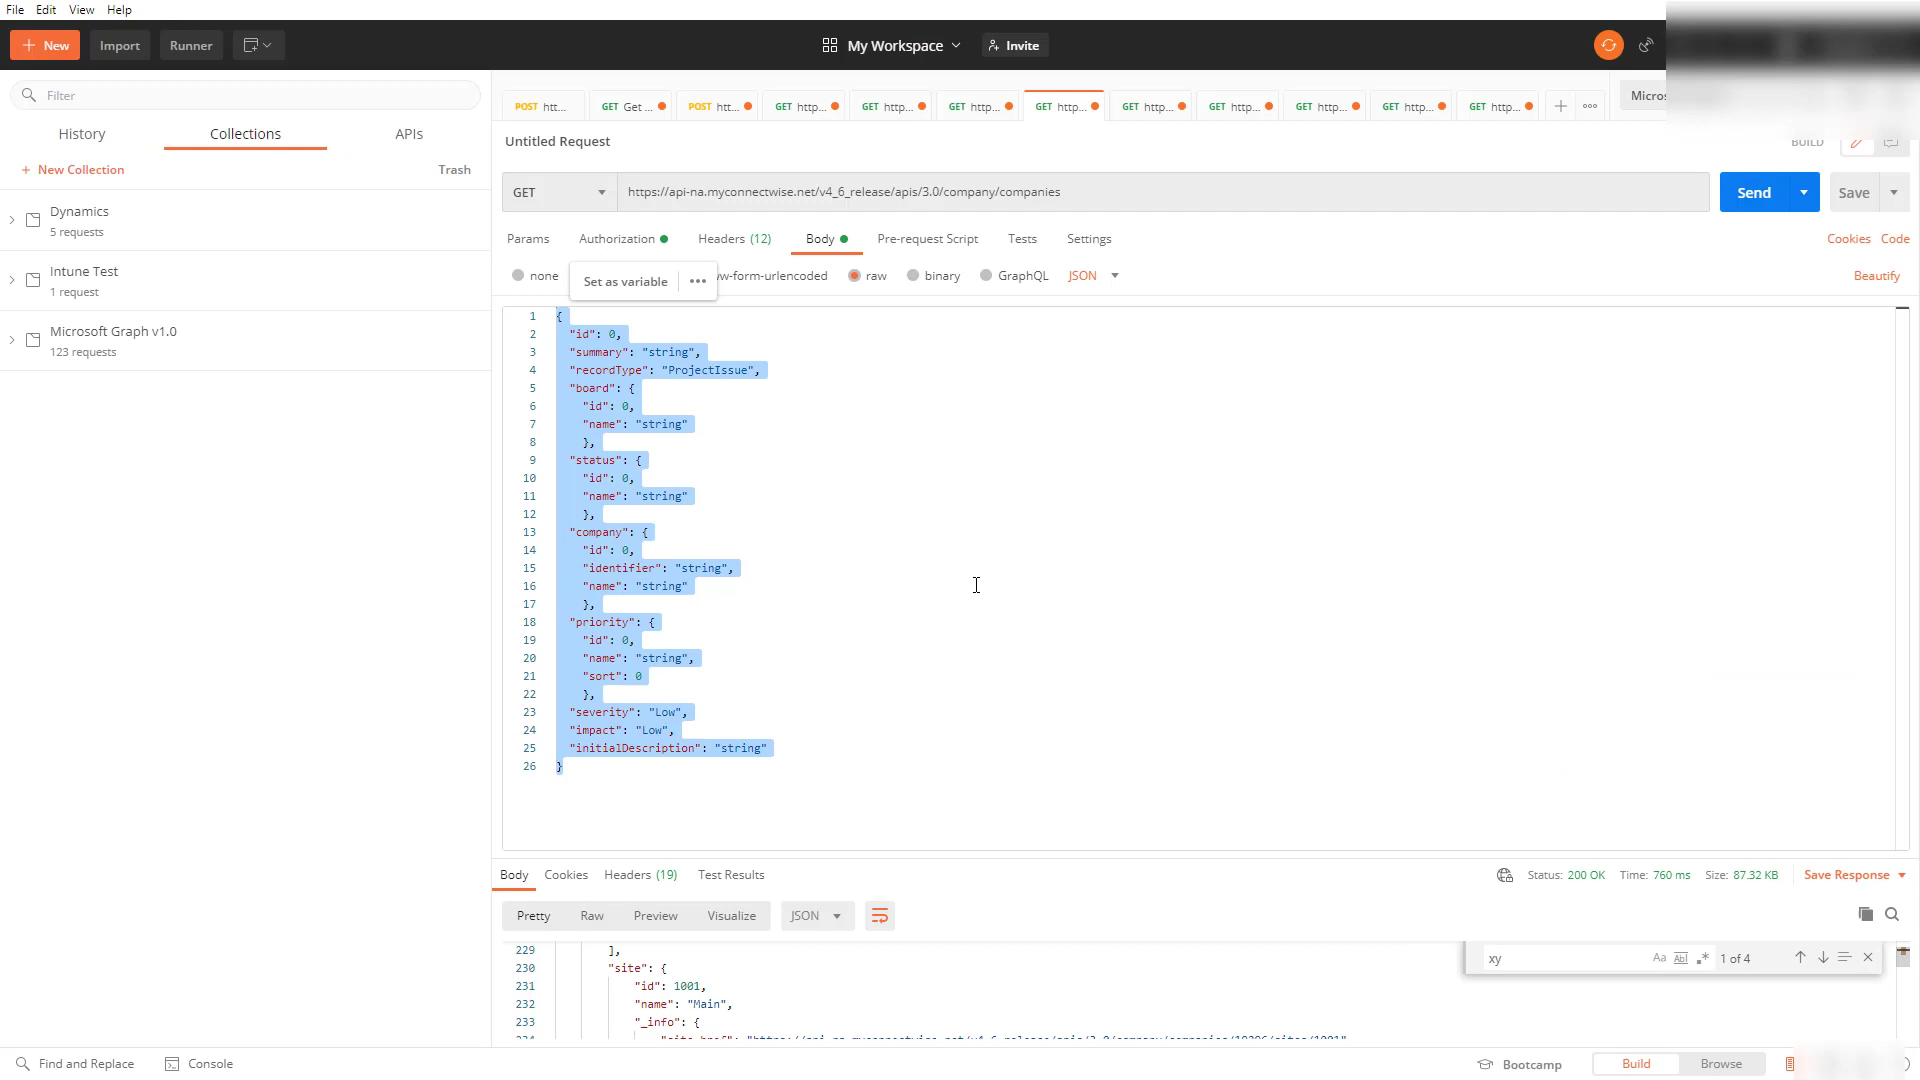 File Edit View Help
+ New Import Runner My Workspace Invite
Filter
History Collections APIs
+ New Collection Trash
Dynamics
5 requests
Intune Test
1 request
Microsoft Graph v1.0
123 requests
POST htt... GET Get ... POST htt... GET http... GET http... GET http... GET http... GET http... GET http... GET http... GET http... GET http... Micros
Untitled Request BUILD
GET https://api-na.myconnectwise.net/v4_6_release/apis/3.0/company/companies Send Save
Params Authorization Headers (12) Body Pre-request Script Tests Settings Cookies Code
none Set as variable w-form-urlencoded raw binary GraphQL JSON Beautify
1 {
2 "id": 0,
3 "summary": "string",
4 "recordType": "ProjectIssue",
5 "board": {
6 "id": 0,
7 "name": "string"
8 },
9 "status": {
10 "id": 0,
11 "name": "string"
12 },
13 "company": {
14 "id": 0,
15 "identifier": "string",
16 "name": "string"
17 },
18 "priority": {
19 "id": 0,
20 "name": "string",
21 "sort": 0
22 },
23 "severity": "Low",
24 "impact": "Low",
25 "initialDescription": "string"
26 }
Body Cookies Headers (19) Test Results Status: 200 OK Time: 760 ms Size: 87.32 KB Save Response
Pretty Raw Preview Visualize JSON
xy Aa Abl .* 1 of 4
229 ],
230 "site": {
231 "id": 1001,
232 "name": "Main",
233 "_info": {
Find and Replace Console Bootcamp Build Browse